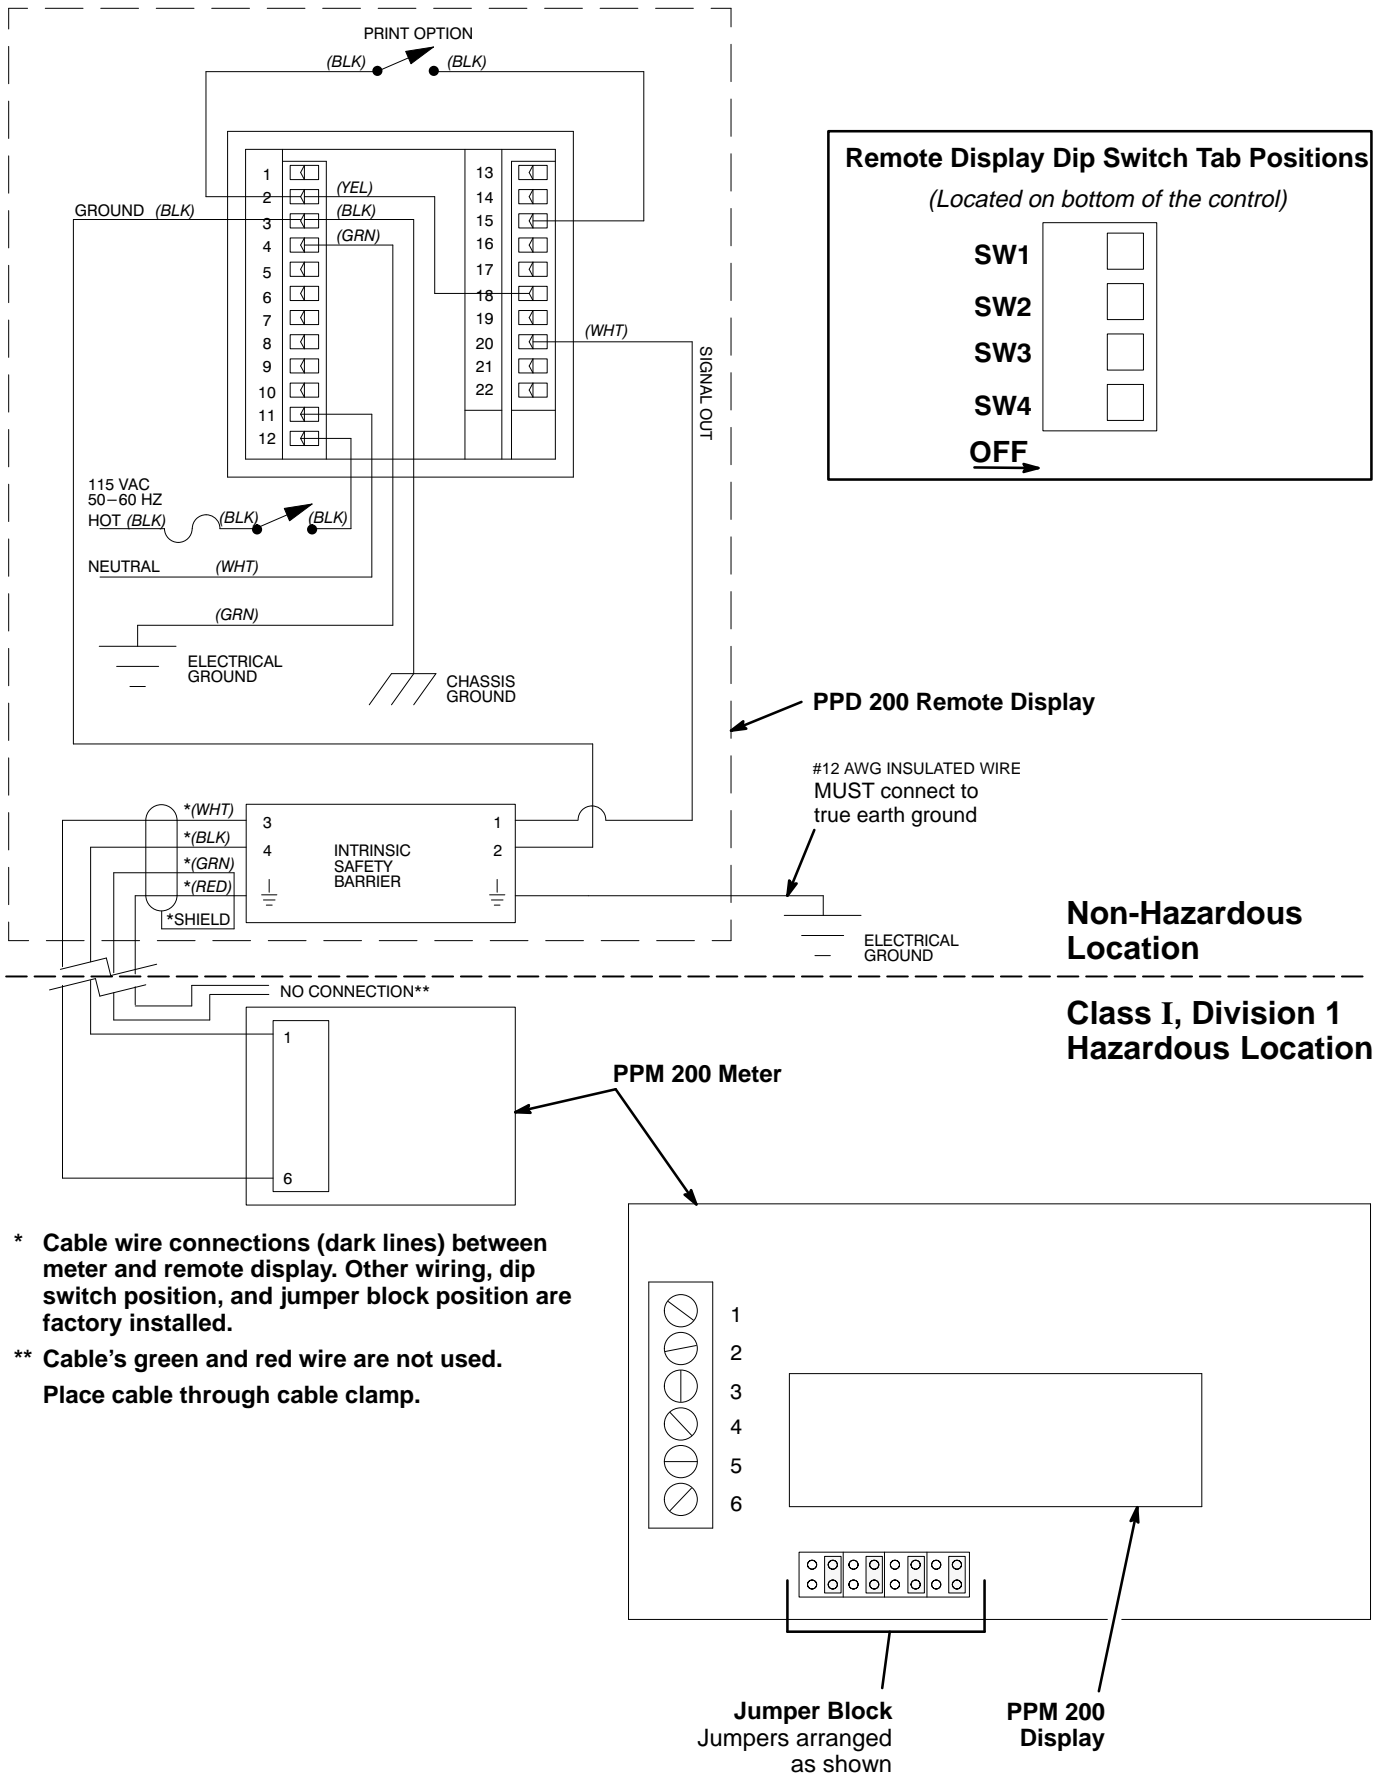 PRINT OPTION
(BLK) (BLK)
1 13
2 (YEL) 14
GROUND (BLK) 3 (BLK) 15
4 (GRN) 16
5 17
6 18
7 19
8 20 (WHT)
9 21
10 22
11
12
SIGNAL OUT
115 VAC
50–60 HZ
HOT (BLK) (BLK) (BLK)
NEUTRAL (WHT)
(GRN)
ELECTRICAL
GROUND
CHASSIS
GROUND
Remote Display Dip Switch Tab Positions
(Located on bottom of the control)
SW1
SW2
SW3
SW4
OFF
PPD 200 Remote Display
#12 AWG INSULATED WIRE
MUST connect to
true earth ground
*(WHT) 3 1
*(BLK) 4 2
*(GRN)
*(RED)
*SHIELD
INTRINSIC
SAFETY
BARRIER
ELECTRICAL
GROUND
Non-Hazardous
Location
NO CONNECTION**
Class I, Division 1
Hazardous Location
1
6
PPM 200 Meter
* Cable wire connections (dark lines) between
meter and remote display. Other wiring, dip
switch position, and jumper block position are
factory installed.
** Cable’s green and red wire are not used.
Place cable through cable clamp.
1
2
3
4
5
6
Jumper Block
Jumpers arranged
as shown
PPM 200
Display